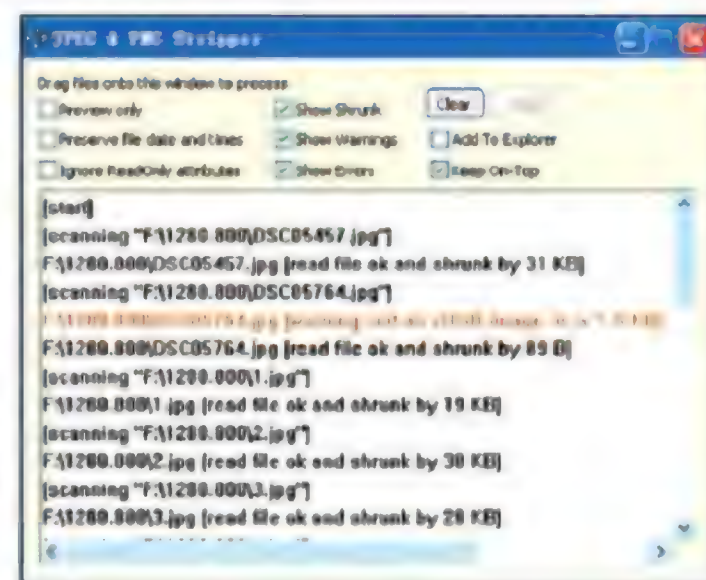 JPEG & PNG Stripper
Drag files onto this window to process
Preview only
Show Shrunk
Clear
Preserve file date and times
Show Warnings
Add To Explorer
Ignore ReadOnly attributes
Show Errors
Keep On-Top
[start]
[scanning "F:\1280.800\DSC05457.jpg"]
F:\1280.800\DSC05457.jpg [read file ok and shrunk by 31 KB]
[scanning "F:\1280.800\DSC05764.jpg"]
F:\1280.800\DSC05764.jpg [read file ok and shrunk by 89 B]
[scanning "F:\1280.800\1.jpg"]
F:\1280.800\1.jpg [read file ok and shrunk by 19 KB]
[scanning "F:\1280.800\2.jpg"]
F:\1280.800\2.jpg [read file ok and shrunk by 30 KB]
[scanning "F:\1280.800\3.jpg"]
F:\1280.800\3.jpg [read file ok and shrunk by 28 KB]